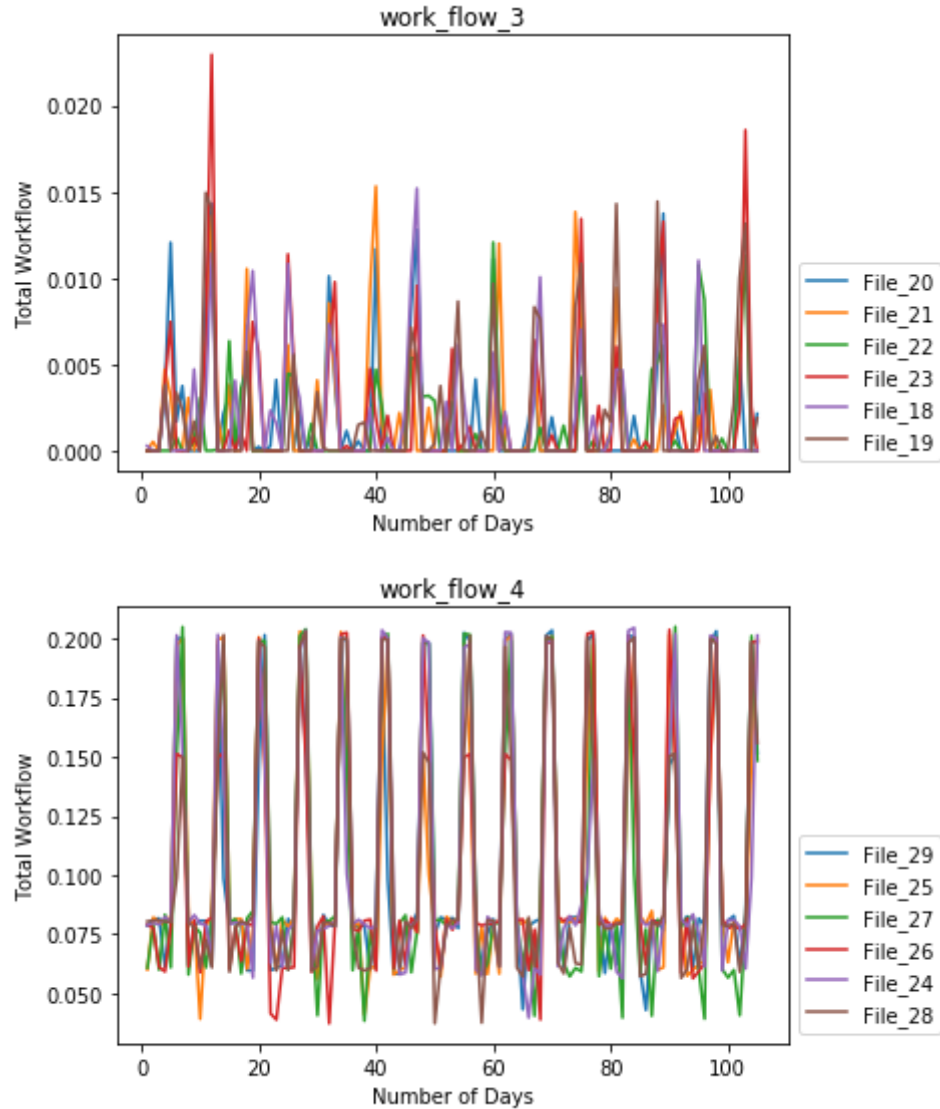 work_flow_3
0.020
0.015
0.010
0.005
0.000
Total Workflow
0 20 40 60 80 100
Number of Days
File_20
File_21
File_22
File_23
File_18
File_19
work_flow_4
0.200
0.175
0.150
0.125
0.100
0.075
0.050
Total Workflow
0 20 40 60 80 100
Number of Days
File_29
File_25
File_27
File_26
File_24
File_28